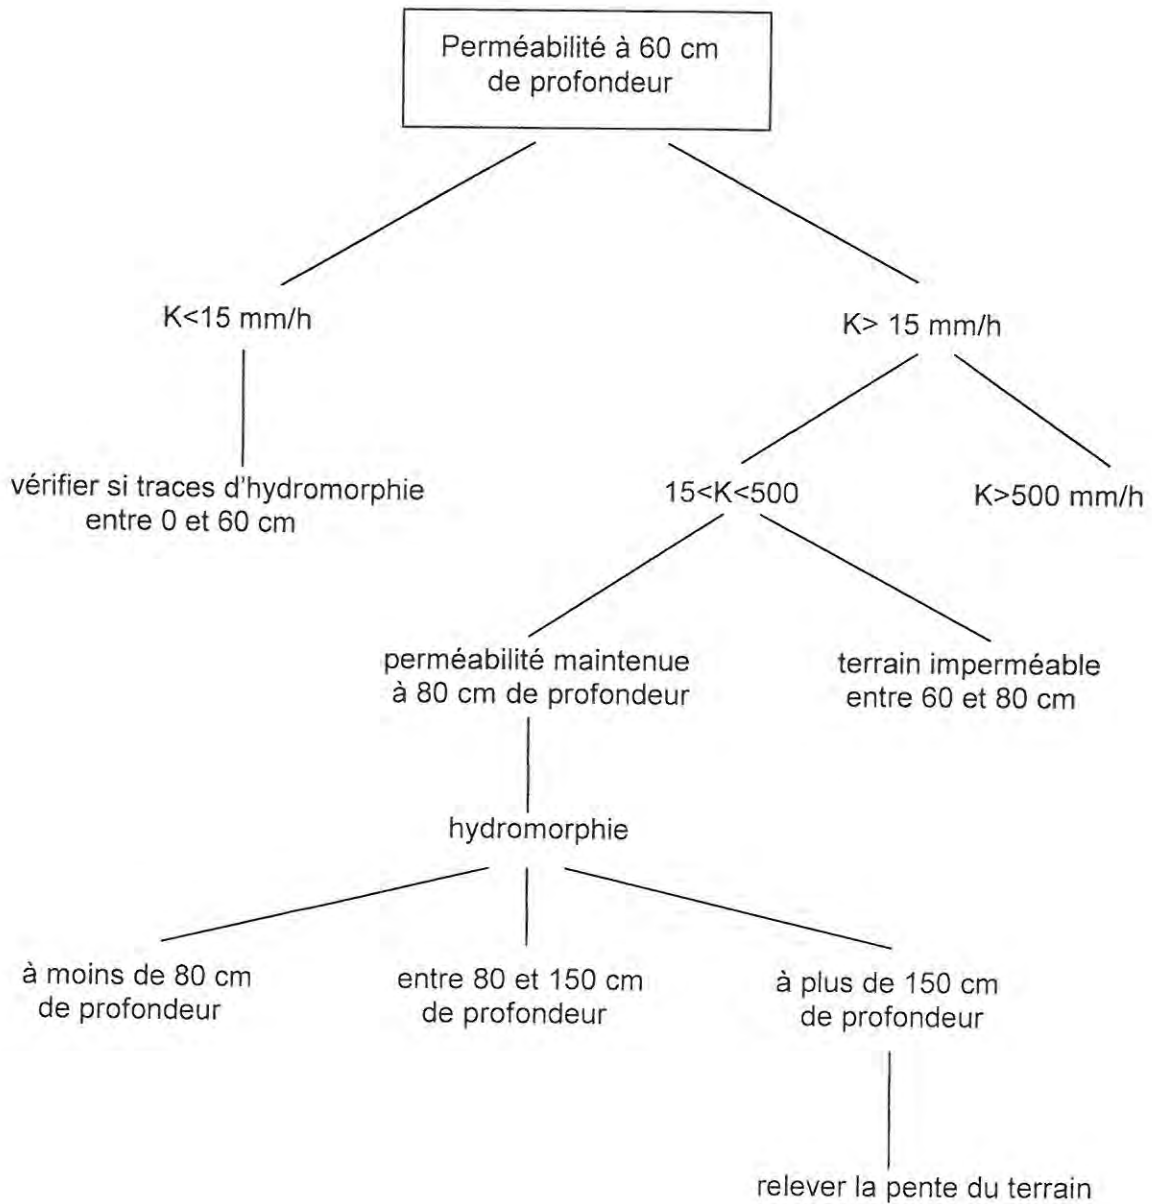 Perméabilité à 60 cm
de profondeur
K<15 mm/h
K> 15 mm/h
vérifier si traces d'hydromorphie
entre 0 et 60 cm
15<K<500
K>500 mm/h
perméabilité maintenue
à 80 cm de profondeur
terrain imperméable
entre 60 et 80 cm
hydromorphie
à moins de 80 cm
de profondeur
entre 80 et 150 cm
de profondeur
à plus de 150 cm
de profondeur
relever la pente du terrain